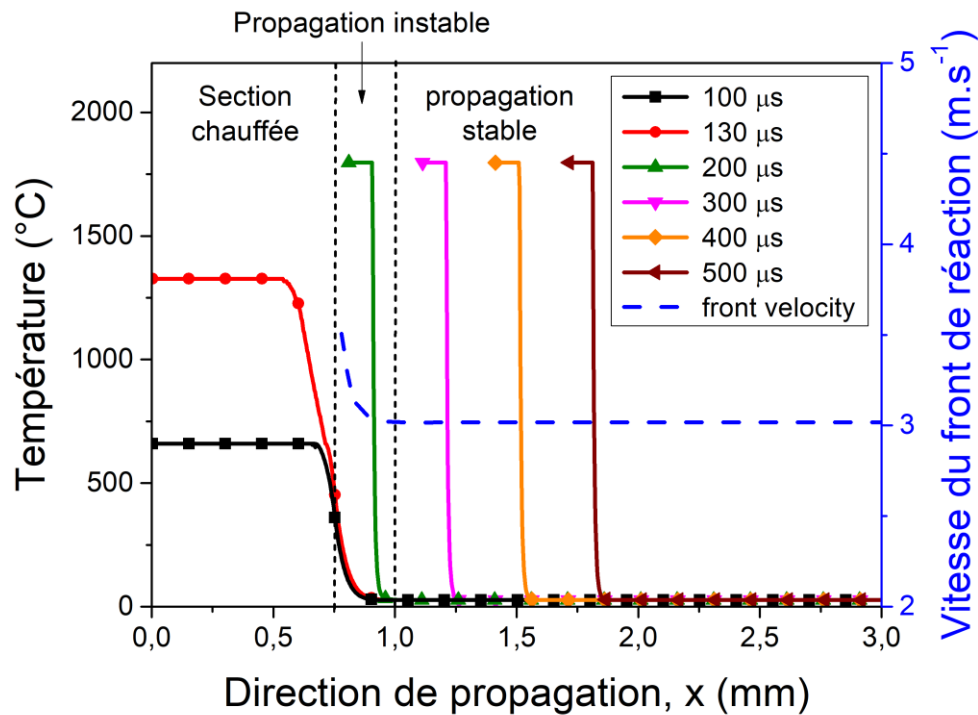 Propagation instable
Section
chauffée
propagation
stable
100 μs
130 μs
200 μs
300 μs
400 μs
500 μs
front velocity
Température (°C)
2000
1500
1000
500
0
Vitesse du front de réaction (m.s⁻¹)
5
4
3
2
0,0 0,5 1,0 1,5 2,0 2,5 3,0
Direction de propagation, x (mm)